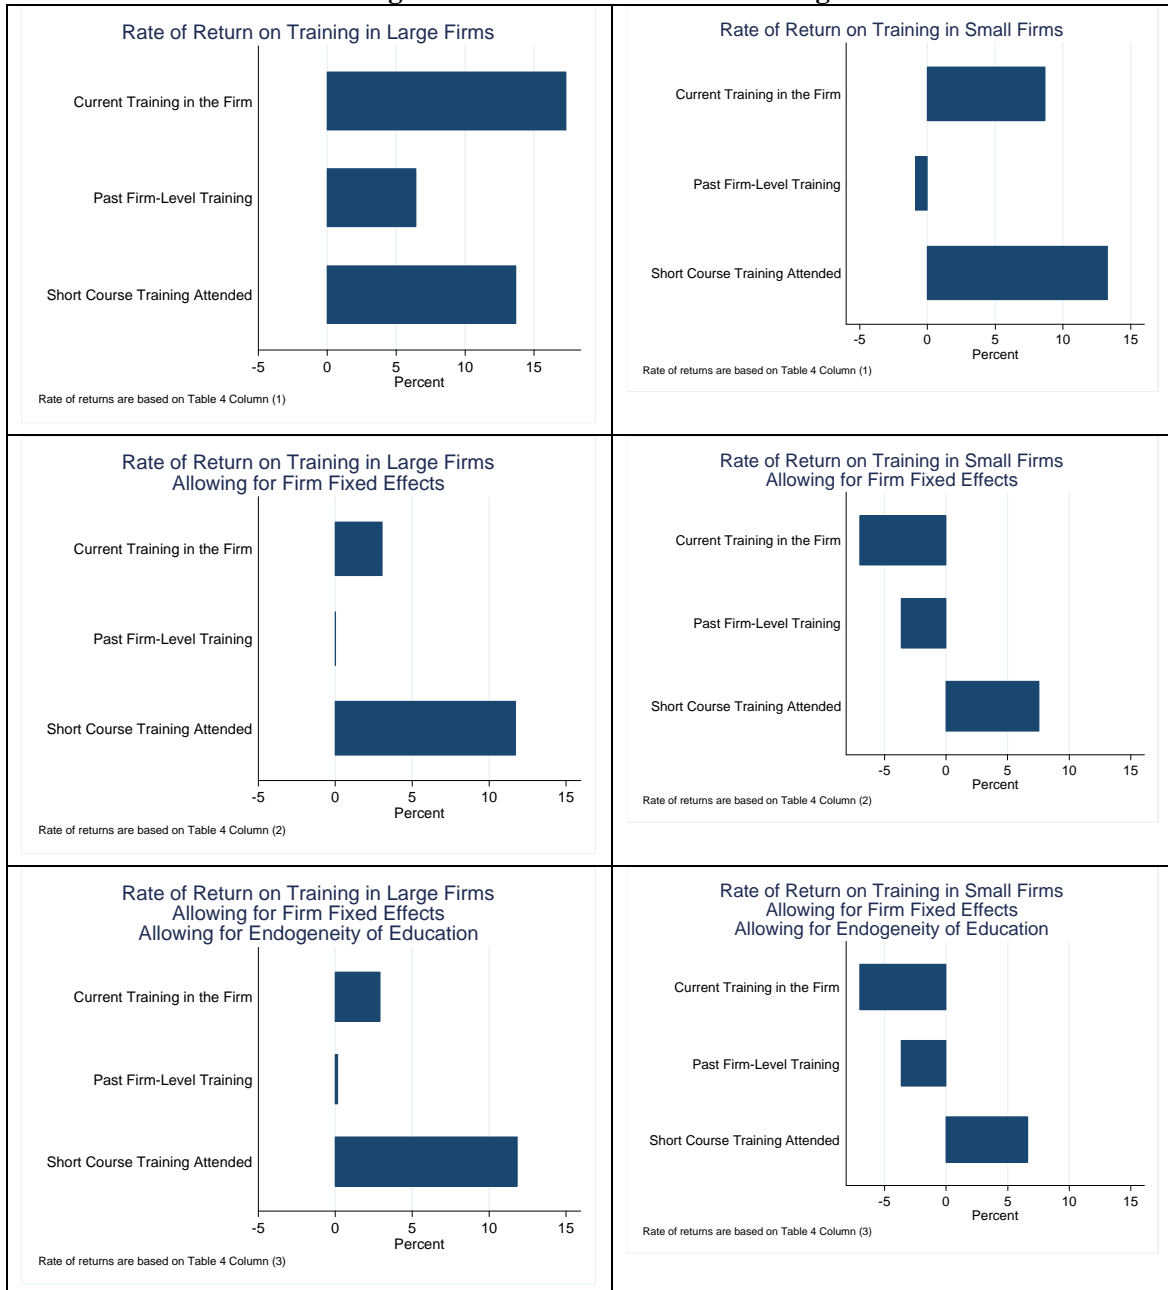 Rate of Return on Training in Large Firms
Current Training in the Firm
Past Firm-Level Training
Short Course Training Attended
-5 0 5 10 15
Percent
Rate of returns are based on Table 4 Column (1)
Rate of Return on Training in Small Firms
Current Training in the Firm
Past Firm-Level Training
Short Course Training Attended
-5 0 5 10 15
Percent
Rate of returns are based on Table 4 Column (1)
Rate of Return on Training in Large Firms
Allowing for Firm Fixed Effects
Current Training in the Firm
Past Firm-Level Training
Short Course Training Attended
-5 0 5 10 15
Percent
Rate of returns are based on Table 4 Column (2)
Rate of Return on Training in Small Firms
Allowing for Firm Fixed Effects
Current Training in the Firm
Past Firm-Level Training
Short Course Training Attended
-5 0 5 10 15
Percent
Rate of returns are based on Table 4 Column (2)
Rate of Return on Training in Large Firms
Allowing for Firm Fixed Effects
Allowing for Endogeneity of Education
Current Training in the Firm
Past Firm-Level Training
Short Course Training Attended
-5 0 5 10 15
Percent
Rate of returns are based on Table 4 Column (3)
Rate of Return on Training in Small Firms
Allowing for Firm Fixed Effects
Allowing for Endogeneity of Education
Current Training in the Firm
Past Firm-Level Training
Short Course Training Attended
-5 0 5 10 15
Percent
Rate of returns are based on Table 4 Column (3)